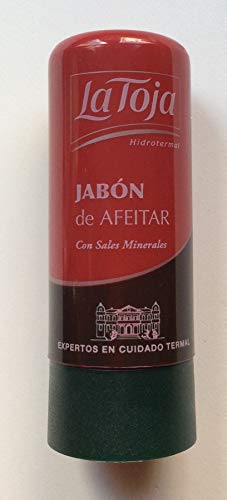 La Toja
Hidrotermal
JABÓN
de AFEITAR
Con Sales Minerales
EXPERTOS EN CUIDADO TERMAL